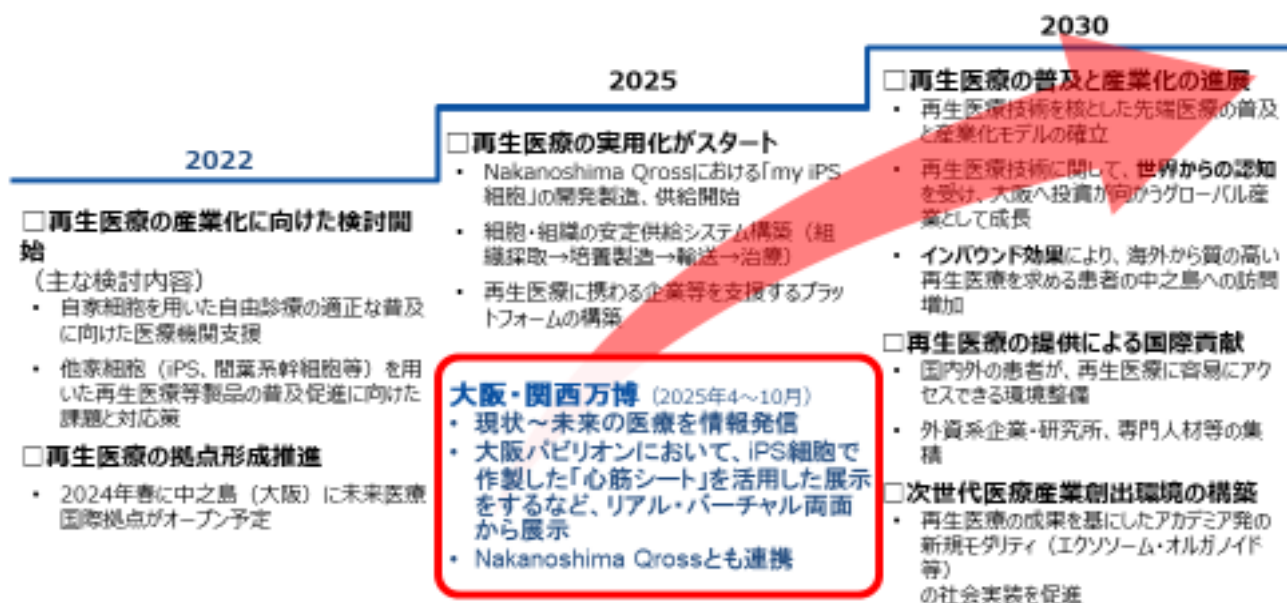 2022
□再生医療の産業化に向けた検討開
始
（主な検討内容）
• 自家細胞を用いた自由診療の適正な普及
に向けた医療機関支援
• 他家細胞（iPS、間葉系幹細胞等）を用
いた再生医療等製品の普及促進に向けた
課題と対応策
□再生医療の拠点形成推進
• 2024年春に中之島（大阪）に未来医療
国際拠点がオープン予定
2025
□再生医療の実用化がスタート
• Nakanoshima Qrossにおける「my iPS
細胞」の開発製造、供給開始
• 細胞・組織の安定供給システム構築（組
織採取→培養製造→輸送→治療）
• 再生医療に携わる企業等を支援するプラッ
トフォームの構築
大阪・関西万博（2025年4～10月）
• 現状～未来の医療を情報発信
• 大阪パビリオンにおいて、iPS細胞で
作製した「心筋シート」を活用した展示
をするなど、リアル・バーチャル両面
から展示
• Nakanoshima Qrossとも連携
2030
□再生医療の普及と産業化の進展
• 再生医療技術を核とした先端医療の普及
と産業化モデルの確立
• 再生医療技術に関して、世界からの認知
を受け、大阪へ投資が向かうグローバル産
業として成長
• インバウンド効果により、海外から質の高い
再生医療を求める患者の中之島への訪問
増加
□再生医療の提供による国際貢献
• 国内外の患者が、再生医療に容易にアク
セスできる環境整備
• 外資系企業・研究所、専門人材等の集
積
□次世代医療産業創出環境の構築
• 再生医療の成果を基にしたアカデミア発の
新規モダリティ（エクソソーム・オルガノイド
等）
の社会実装を促進